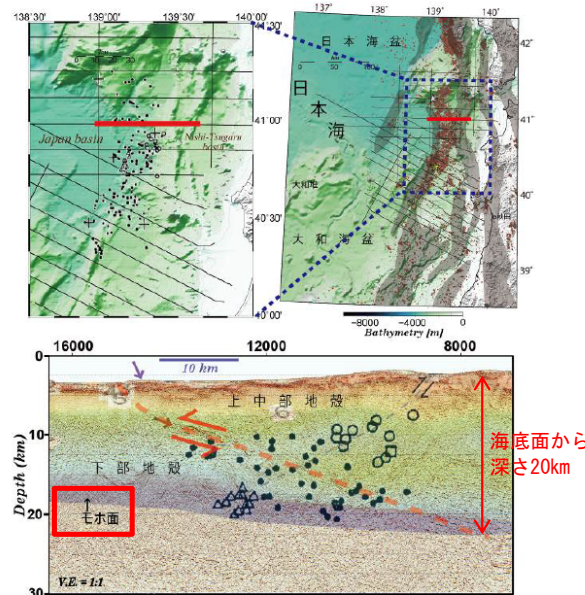 138°30'
139°00'
139°30'
140°00'
41°00'
40°30'
40°00'
Japan basin
Nishi-Tsugaru
basin
137°
138°
139°
140°
42°
41°
40°
39°
日本海盆
日本海
大和堆
大和海盆
-8000
-4000
0
Bathymetry [m]
16000
12000
8000
10 km
0
10
20
30
Depth (km)
上中部地殻
下部地殻
モホ面
海底面から
深さ20km
V.E. = 1:1